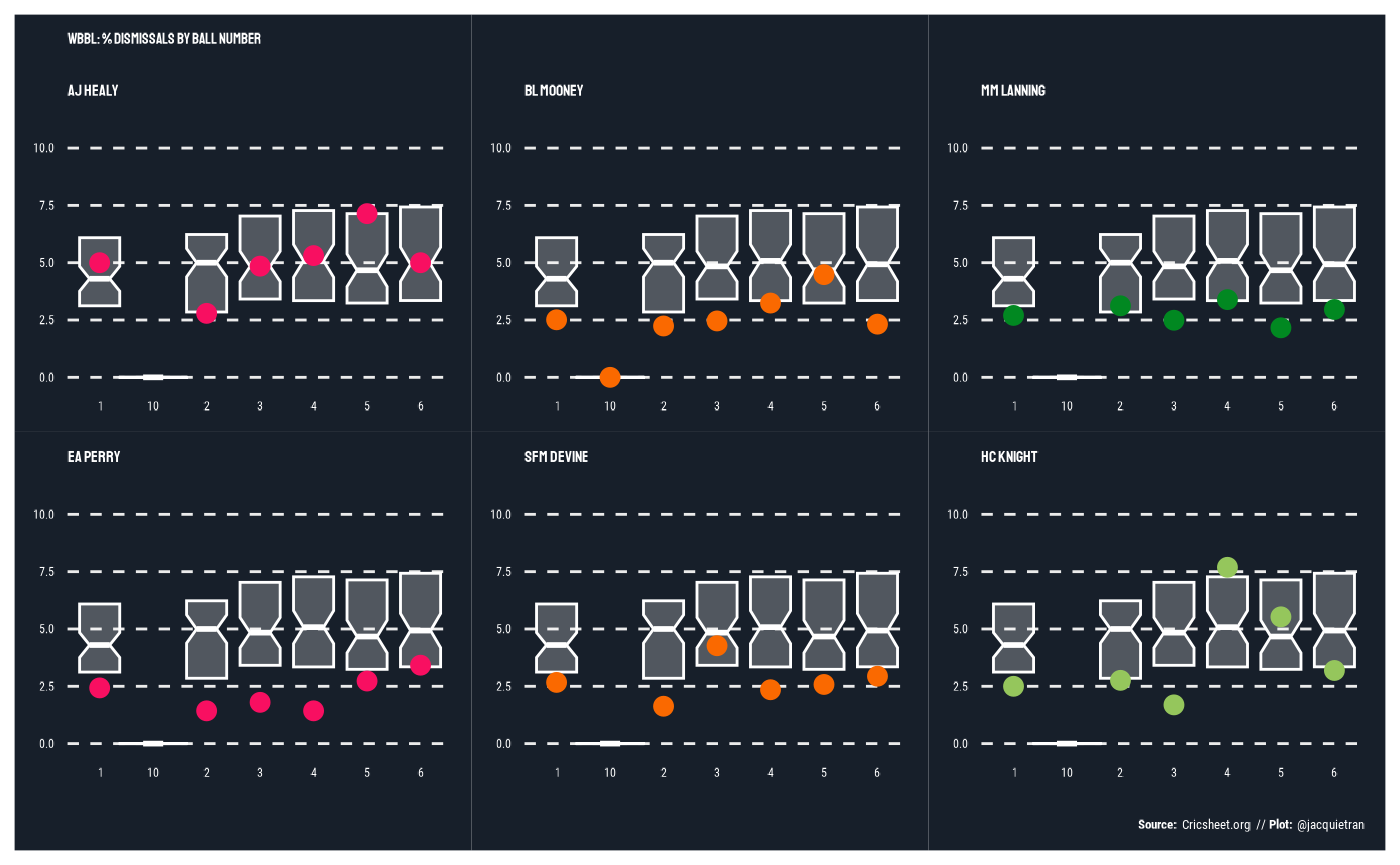 WBBL: % DISMISSALS BY BALL NUMBER
AJ HEALY
10.0
7.5
5.0
2.5
0.0
1 10 2 3 4 5 6
BL MOONEY
10.0
7.5
5.0
2.5
0.0
1 10 2 3 4 5 6
MM LANNING
10.0
7.5
5.0
2.5
0.0
1 10 2 3 4 5 6
EA PERRY
10.0
7.5
5.0
2.5
0.0
1 10 2 3 4 5 6
SFM DEVINE
10.0
7.5
5.0
2.5
0.0
1 10 2 3 4 5 6
HC KNIGHT
10.0
7.5
5.0
2.5
0.0
1 10 2 3 4 5 6
Source: Cricsheet.org // Plot: @jacquietran